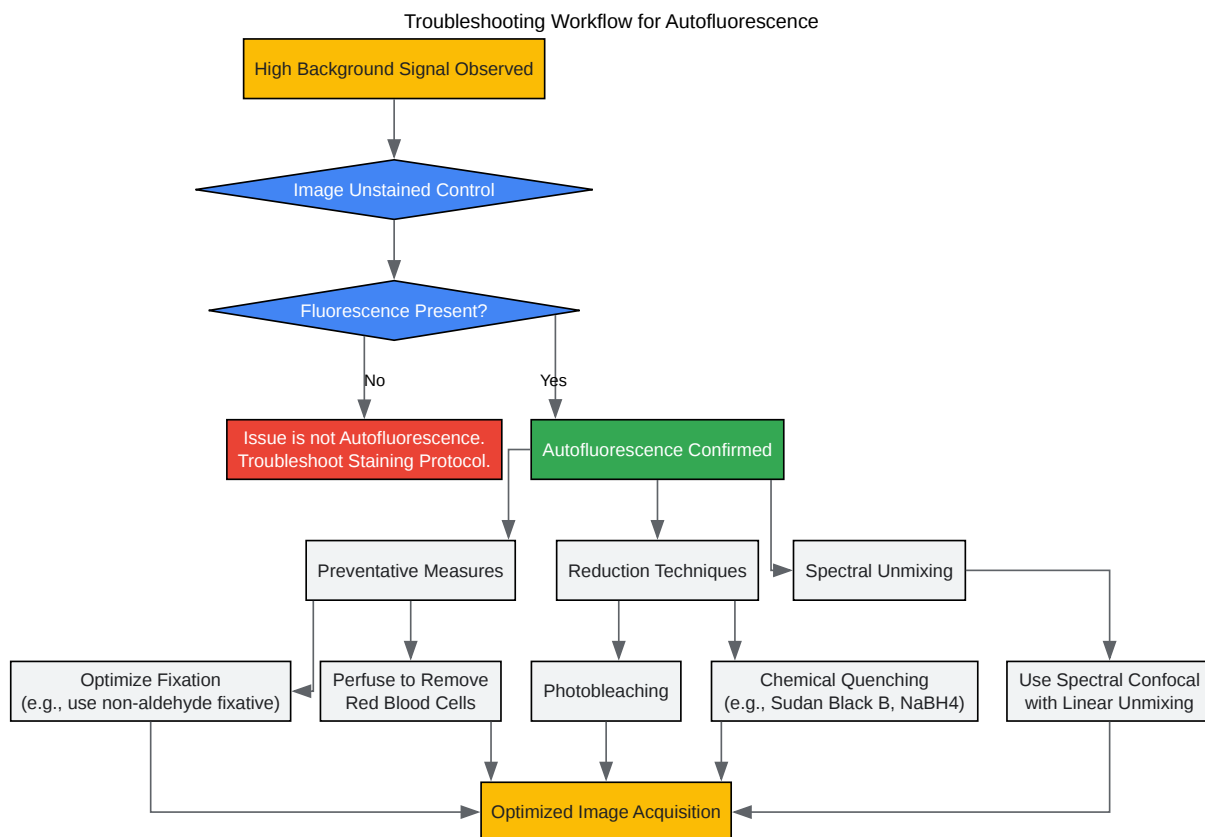 Troubleshooting Workflow for Autofluorescence
High Background Signal Observed
Image Unstained Control
Fluorescence Present?
No
Yes
Issue is not Autofluorescence.
Troubleshoot Staining Protocol.
Autofluorescence Confirmed
Preventative Measures
Reduction Techniques
Spectral Unmixing
Optimize Fixation
(e.g., use non-aldehyde fixative)
Perfuse to Remove
Red Blood Cells
Photobleaching
Chemical Quenching
(e.g., Sudan Black B, NaBH4)
Use Spectral Confocal
with Linear Unmixing
Optimized Image Acquisition